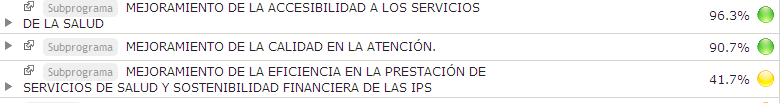 Subprograma MEJORAMIENTO DE LA ACCESIBILIDAD A LOS SERVICIOS
DE LA SALUD 96.3%
Subprograma MEJORAMIENTO DE LA CALIDAD EN LA ATENCIÓN. 90.7%
Subprograma MEJORAMIENTO DE LA EFICIENCIA EN LA PRESTACIÓN DE
SERVICIOS DE SALUD Y SOSTENIBILIDAD FINANCIERA DE LAS IPS 41.7%